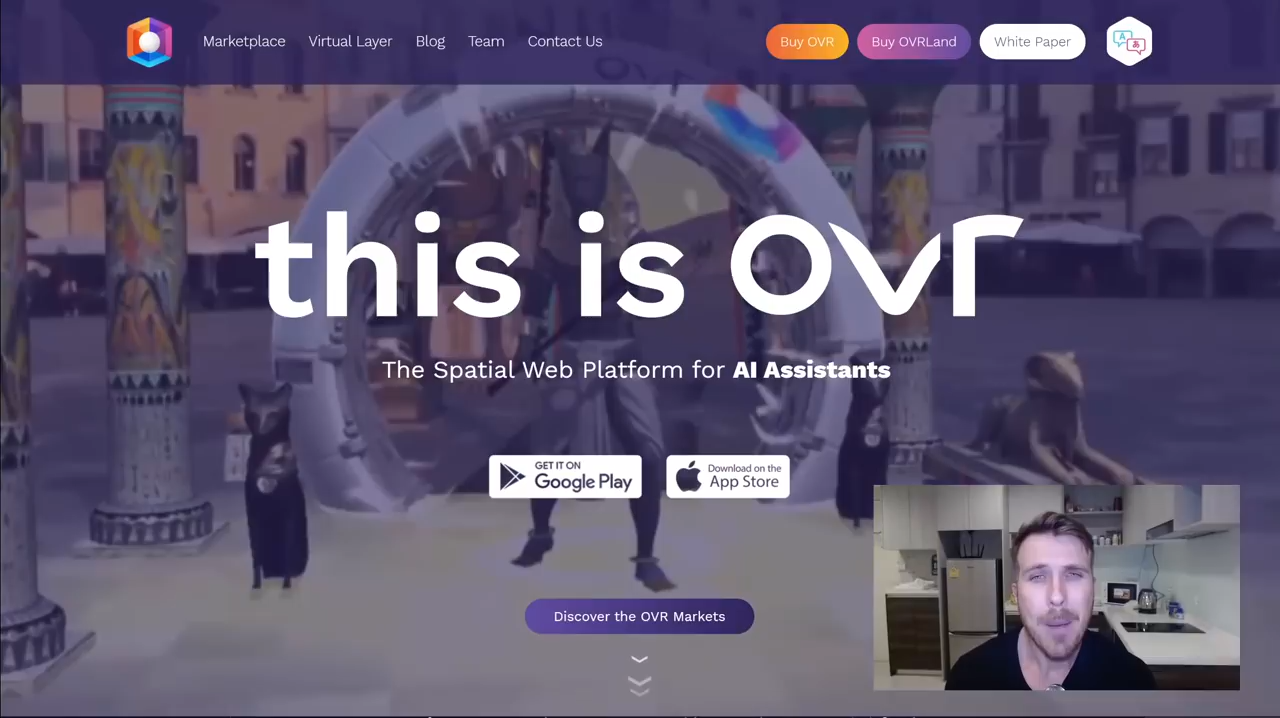 Marketplace
Virtual Layer
Blog
Team
Contact Us
Buy OVR
Buy OVRLand
White Paper
A
あ
this is ovr
The Spatial Web Platform for AI Assistants
GET IT ON
Google Play
Download on the
App Store
Discover the OVR Markets